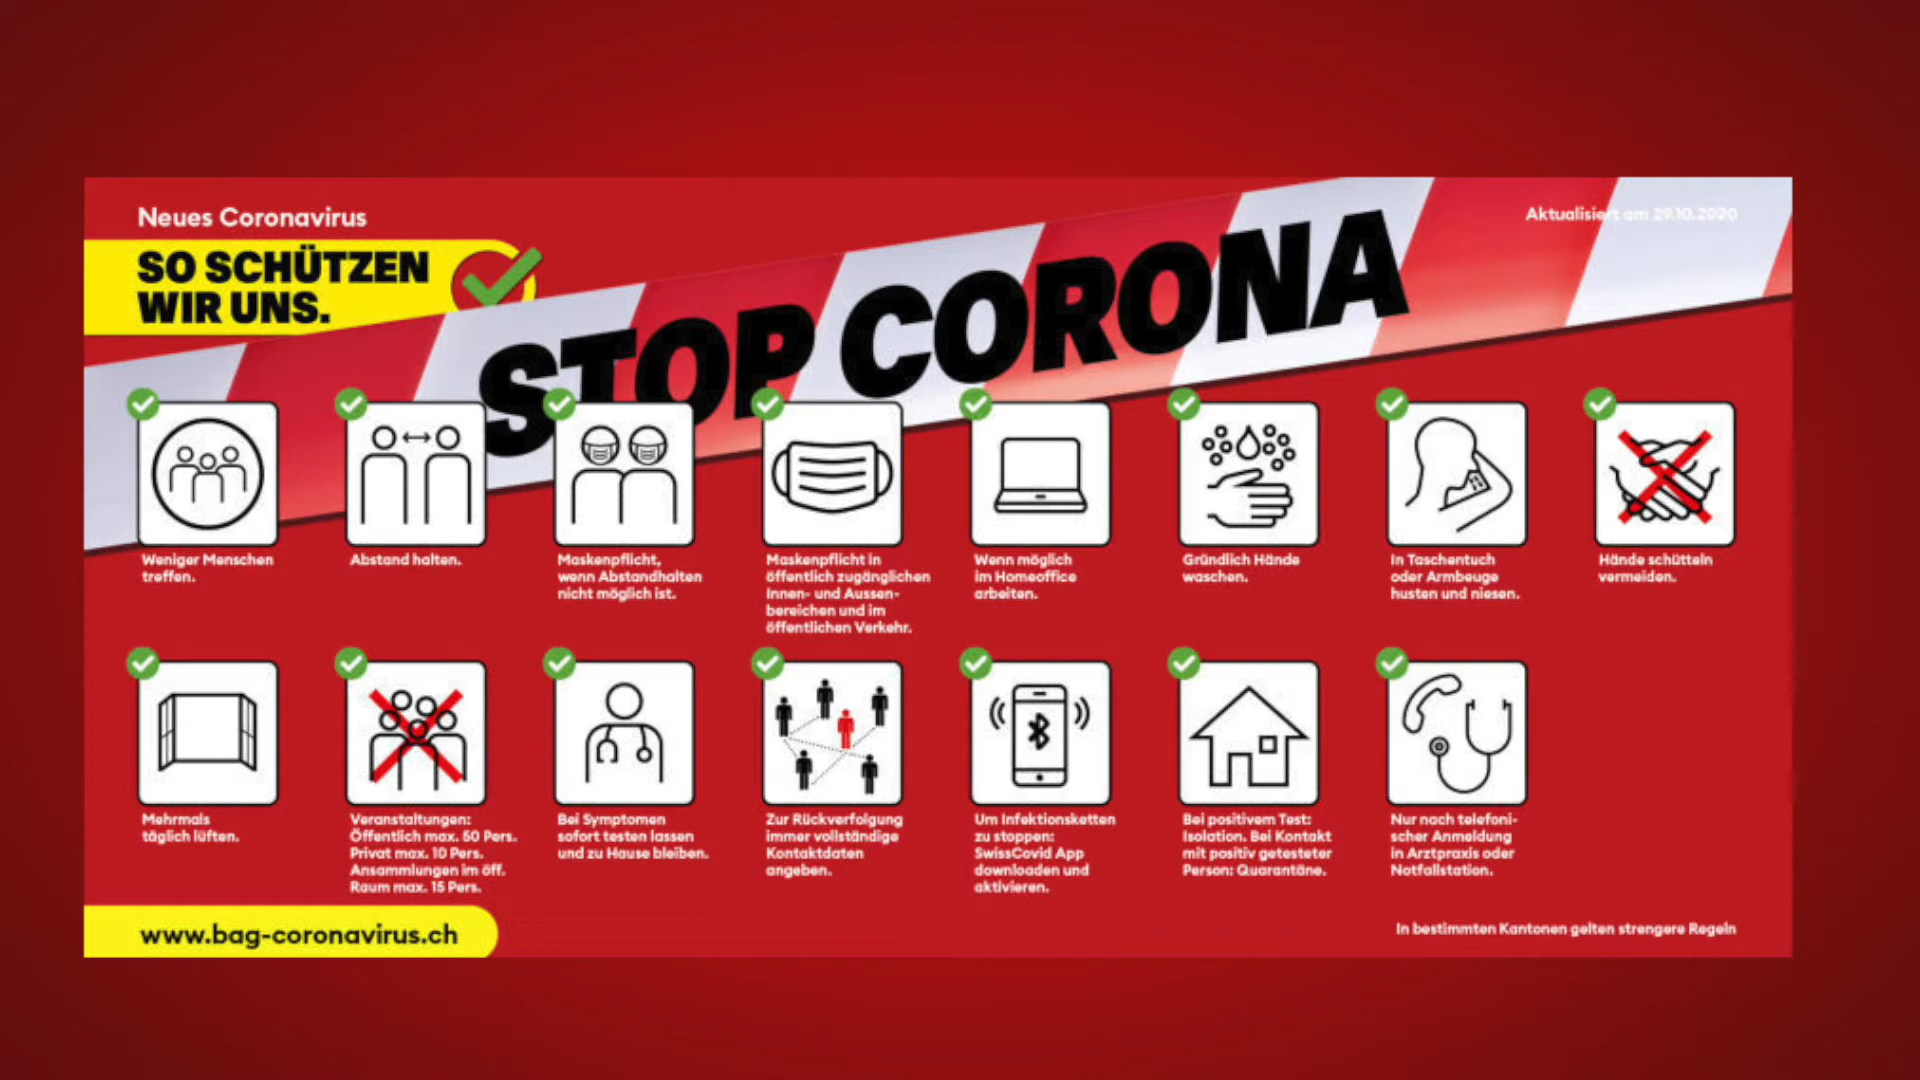 Neues Coronavirus
Aktualisiert am 29.10.2020
SO SCHÜTZEN
WIR UNS.
STOP CORONA
Weniger Menschen
treffen.
Abstand halten.
Maskenpflicht,
wenn Abstandhalten
nicht möglich ist.
Maskenpflicht in
öffentlich zugänglichen
Innen- und Aussen-
bereichen und im
öffentlichen Verkehr.
Wenn möglich
im Homeoffice
arbeiten.
Gründlich Hände
waschen.
In Taschentuch
oder Armbeuge
husten und niesen.
Hände schütteln
vermeiden.
Mehrmals
täglich lüften.
Veranstaltungen:
Öffentlich max. 50 Pers.
Privat max. 10 Pers.
Ansammlungen im öff.
Raum max. 15 Pers.
Bei Symptomen
sofort testen lassen
und zu Hause bleiben.
Zur Rückverfolgung
immer vollständige
Kontaktdaten
angeben.
Um Infektionsketten
zu stoppen:
SwissCovid App
downloaden und
aktivieren.
Bei positivem Test:
Isolation. Bei Kontakt
mit positiv getesteter
Person: Quarantäne.
Nur nach telefoni-
scher Anmeldung
in Arztpraxis oder
Notfallstation.
www.bag-coronavirus.ch
In bestimmten Kantonen gelten strengere Regeln